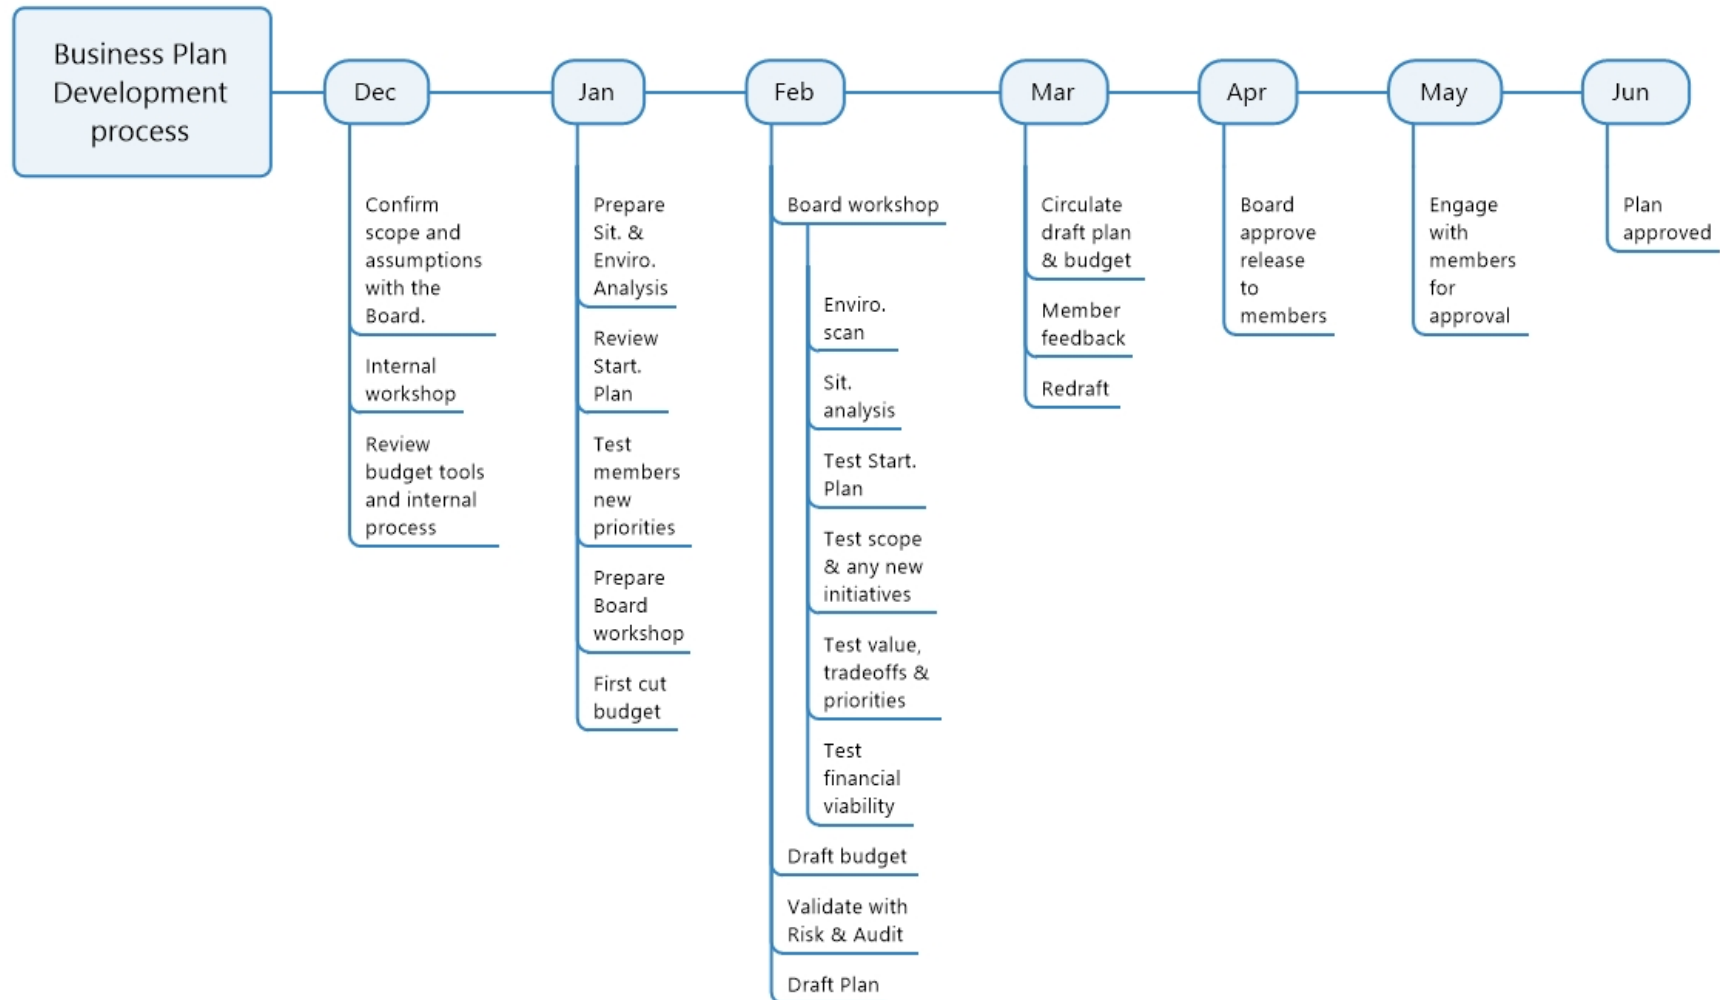 Business Plan
Development
process
Dec
Jan
Feb
Mar
Apr
May
Jun
Confirm
scope and
assumptions
with the
Board.
Internal
workshop
Review
budget tools
and internal
process
Prepare
Sit. &
Enviro.
Analysis
Review
Start.
Plan
Test
members
new
priorities
Prepare
Board
workshop
First cut
budget
Board workshop
Enviro.
scan
Sit.
analysis
Test Start.
Plan
Test scope
& any new
initiatives
Test value,
tradeoffs &
priorities
Test
financial
viability
Draft budget
Validate with
Risk & Audit
Draft Plan
Circulate
draft plan
& budget
Member
feedback
Redraft
Board
approve
release
to
members
Engage
with
members
for
approval
Plan
approved